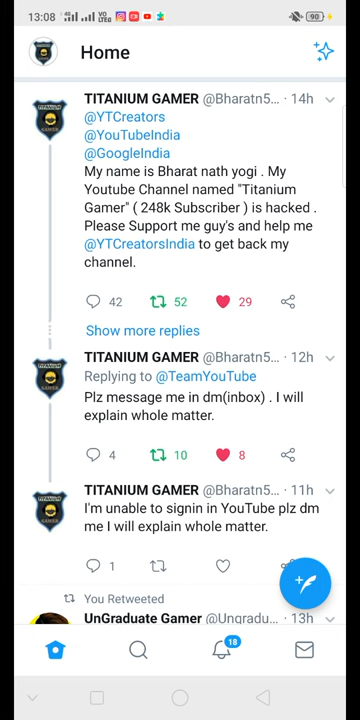 13:08
90
Home
TITANIUM GAMER @Bharatn5... · 14h
@YTCreators
@YouTubeIndia
@GoogleIndia
My name is Bharat nath yogi . My
Youtube Channel named "Titanium
Gamer" ( 248k Subscriber ) is hacked .
Please Support me guy's and help me
@YTCreatorsIndia to get back my
channel.
42 52 29
Show more replies
TITANIUM GAMER @Bharatn5... · 12h
Replying to @TeamYouTube
Plz message me in dm(inbox) . I will
explain whole matter.
4 10 8
TITANIUM GAMER @Bharatn5... · 11h
I'm unable to signin in YouTube plz dm
me I will explain whole matter.
1
You Retweeted
UnGraduate Gamer @Ungradu... · 13h
18